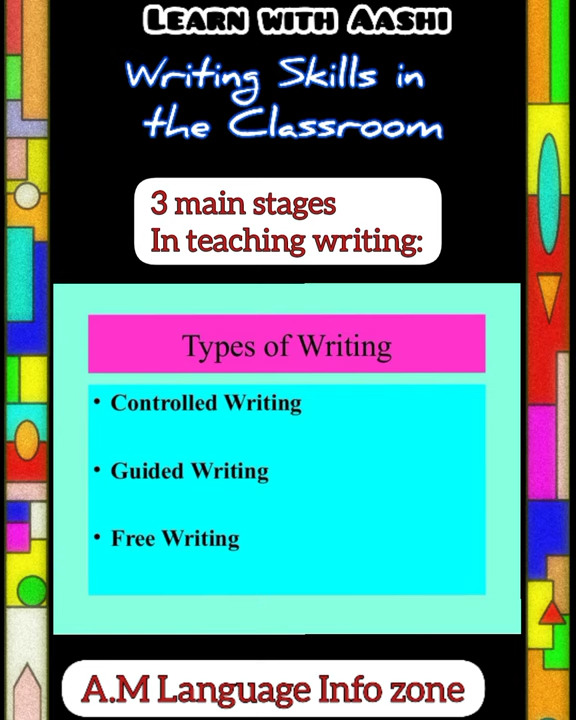 LEARN WITH AASHI
Writing Skills in
the Classroom
3 main stages
In teaching writing:
Types of Writing
• Controlled Writing
• Guided Writing
• Free Writing
A.M Language Info zone